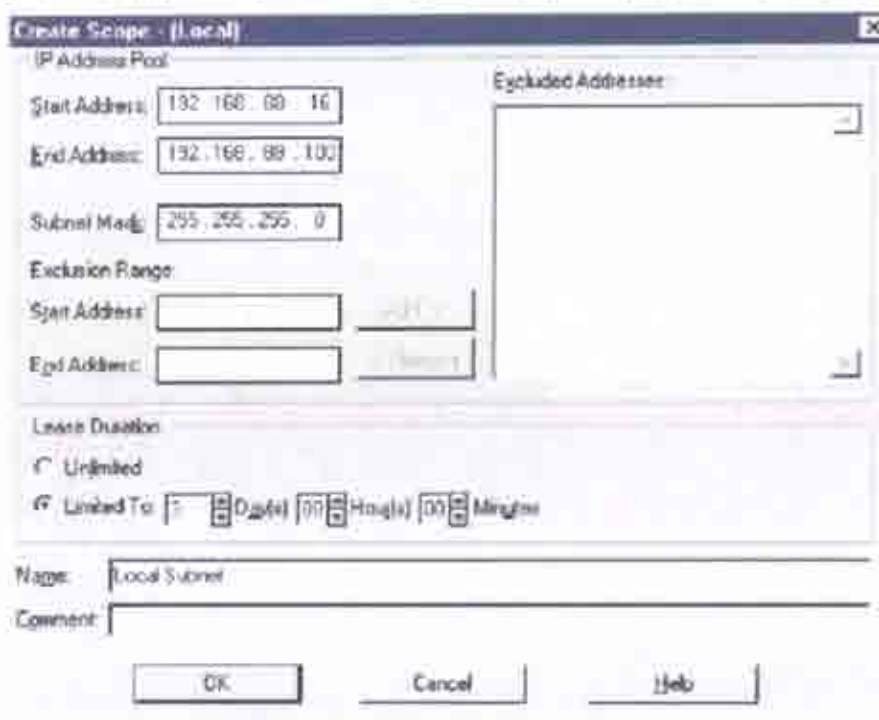 Create Scope - (Local)
IP Address Pool
Start Address: 192 .168 . 88 . 16
End Address: 192 .168 . 88 .100
Subnet Mask: 255 .255 .255 . 0
Exclusion Range:
Start Address:
End Address:
Add ->
Excluded Addresses:
Lease Duration
Unlimited
Limited To: Day(s) 00 Hour(s) 00 Minutes
Name: Local Subnet
Comment:
OK Cancel Help